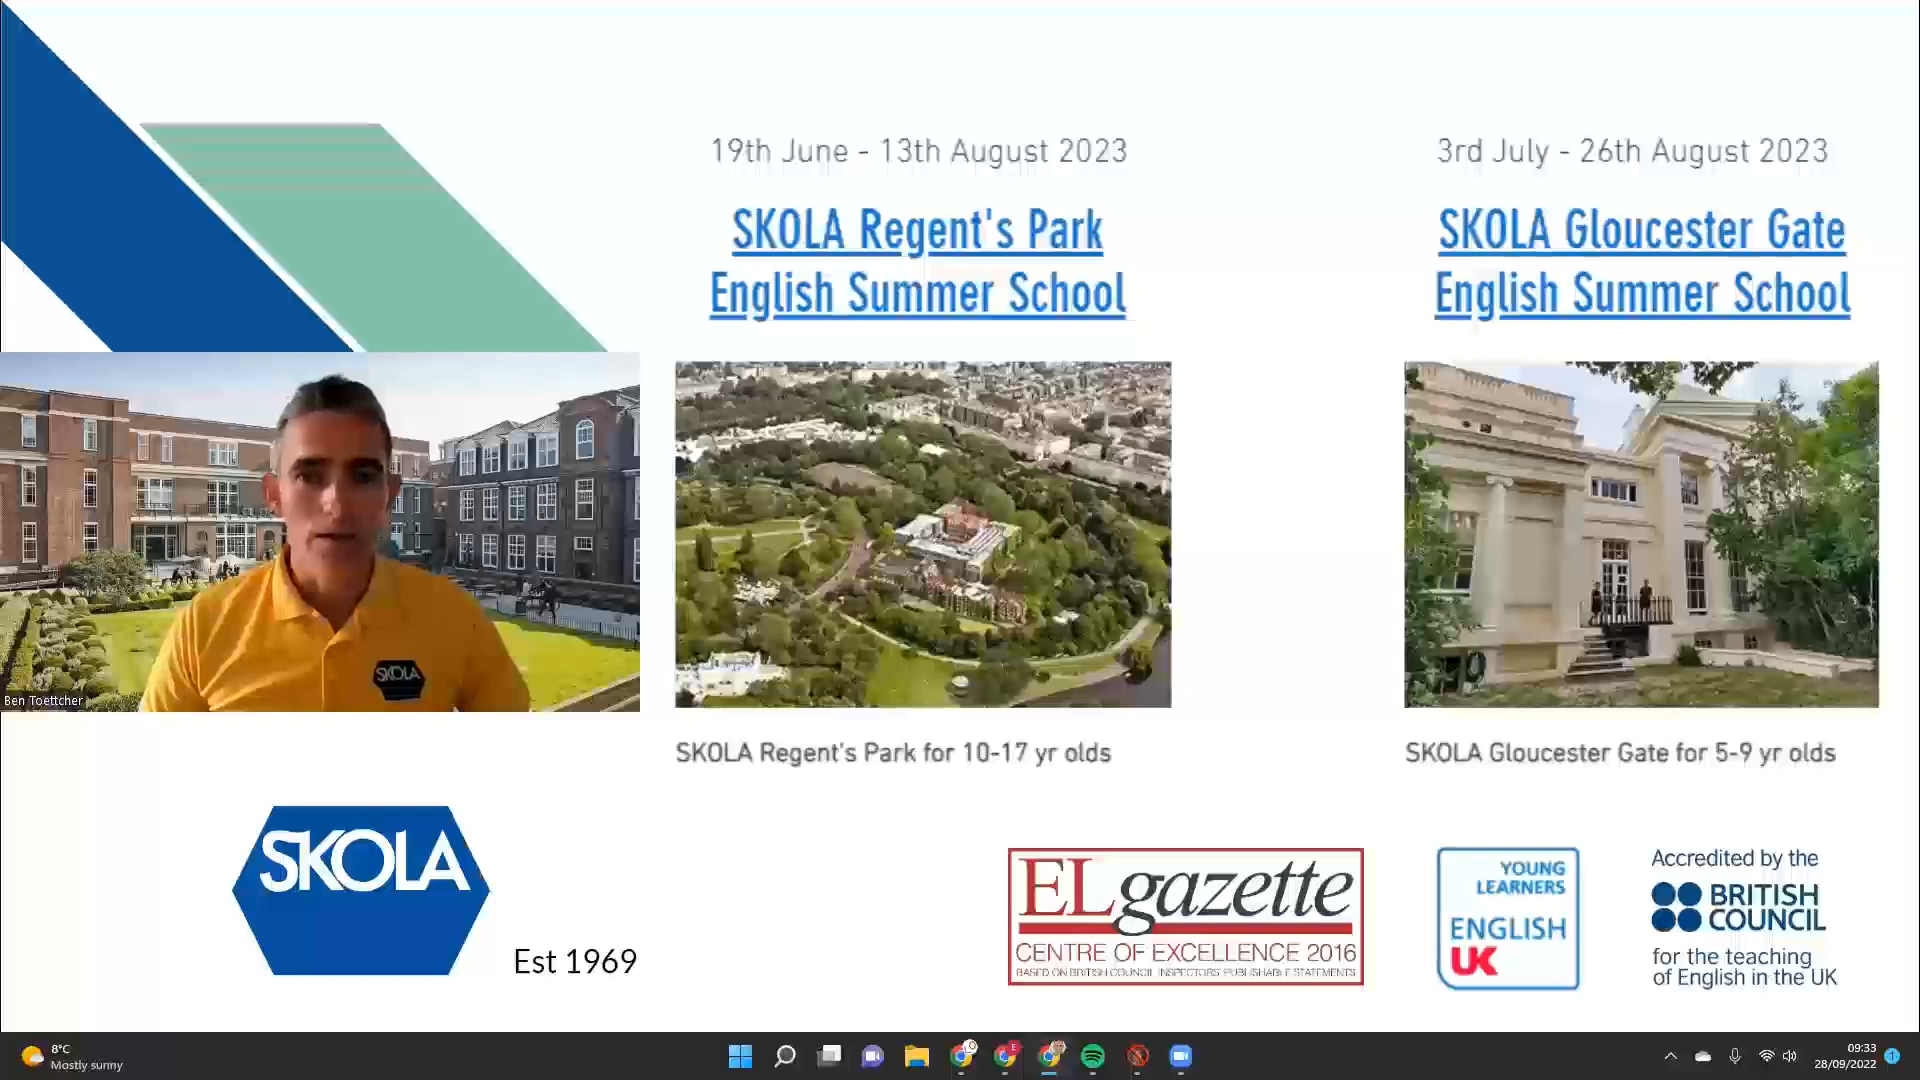 19th June - 13th August 2023
SKOLA Regent's Park
English Summer School
3rd July - 26th August 2023
SKOLA Gloucester Gate
English Summer School
SKOLA
Ben Toettcher
SKOLA Regent's Park for 10-17 yr olds
SKOLA Gloucester Gate for 5-9 yr olds
SKOLA
Est 1969
EL gazette
CENTRE OF EXCELLENCE 2016
BASED ON BRITISH COUNCIL INSPECTORS' PUBLISHABLE STATEMENTS
YOUNG
LEARNERS
ENGLISH
UK
Accredited by the
BRITISH
COUNCIL
for the teaching
of English in the UK
8°C
Mostly sunny
09:33
28/09/2022
1